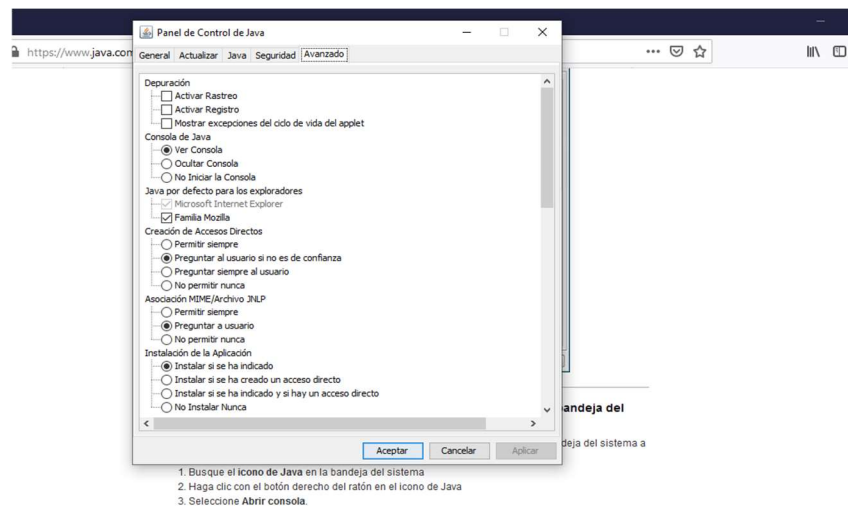 Panel de Control de Java
https://www.java.com
General Actualizar Java Seguridad Avanzado
Depuración
Activar Rastreo
Activar Registro
Mostrar excepciones del ciclo de vida del applet
Consola de Java
Ver Consola
Ocultar Consola
No Iniciar la Consola
Java por defecto para los exploradores
Microsoft Internet Explorer
Familia Mozilla
Creación de Accesos Directos
Permitir siempre
Preguntar al usuario si no es de confianza
Preguntar siempre al usuario
No permitir nunca
Asociación MIME/Archivo JNLP
Permitir siempre
Preguntar a usuario
No permitir nunca
Instalación de la Aplicación
Instalar si se ha indicado
Instalar si se ha creado un acceso directo
Instalar si se ha indicado y si hay un acceso directo
No Instalar Nunca
andeja del
deja del sistema a
Aceptar Cancelar Aplicar
1. Busque el icono de Java en la bandeja del sistema
2. Haga clic con el botón derecho del ratón en el icono de Java
3. Seleccione Abrir consola.